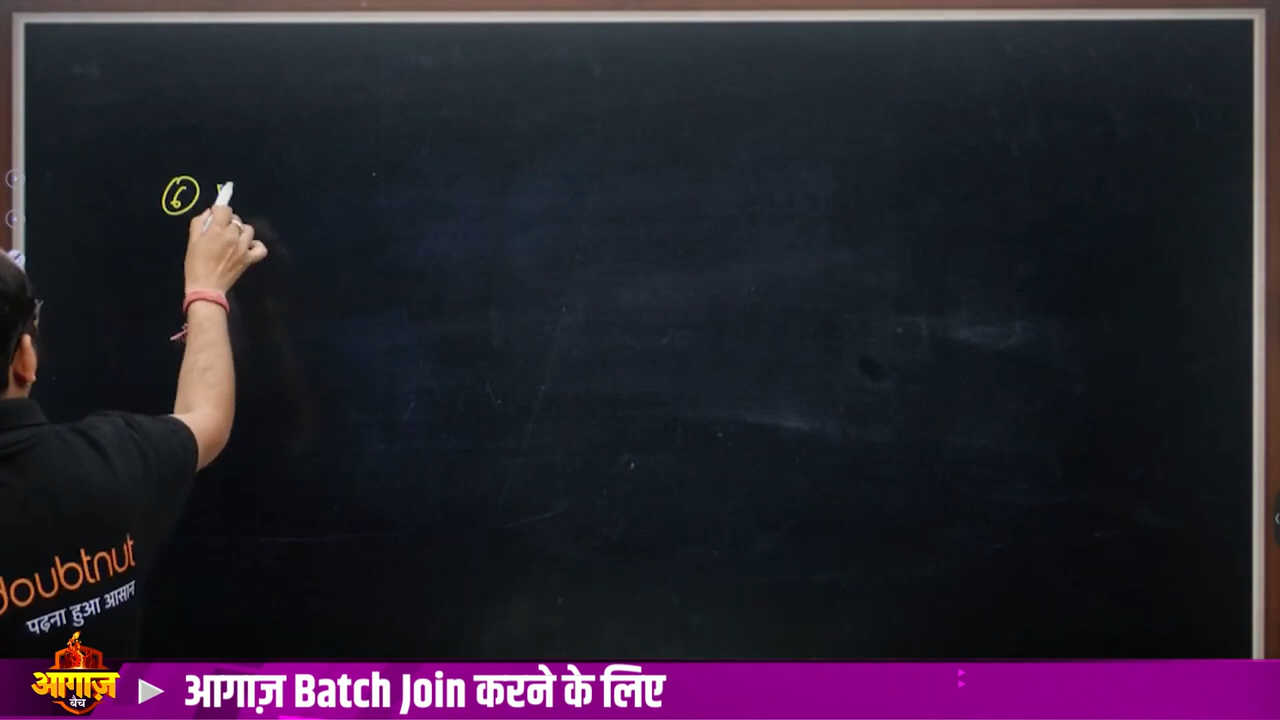 6
doubtnut
पढ़ना हुआ आसान
आगाज़
बैच
आगाज़ Batch Join करने के लिए